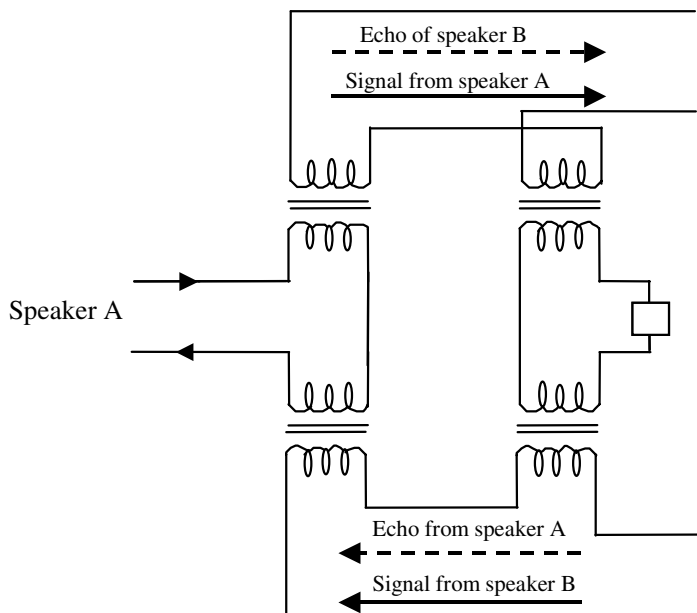 Echo of speaker B
Signal from speaker A
Speaker A
Echo from speaker A
Signal from speaker B